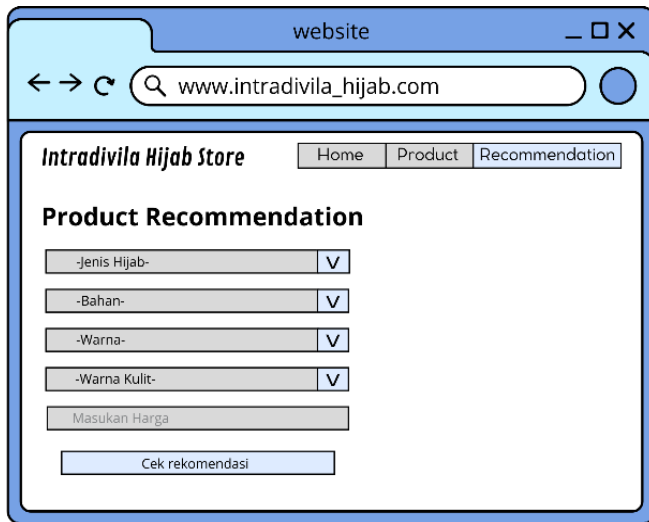 website
www.intradivila_hijab.com
Intradivila Hijab Store
Home Product Recommendation
Product Recommendation
-Jenis Hijab- V
-Bahan- V
-Warna- V
-Warna Kulit- V
Masukan Harga
Cek rekomendasi